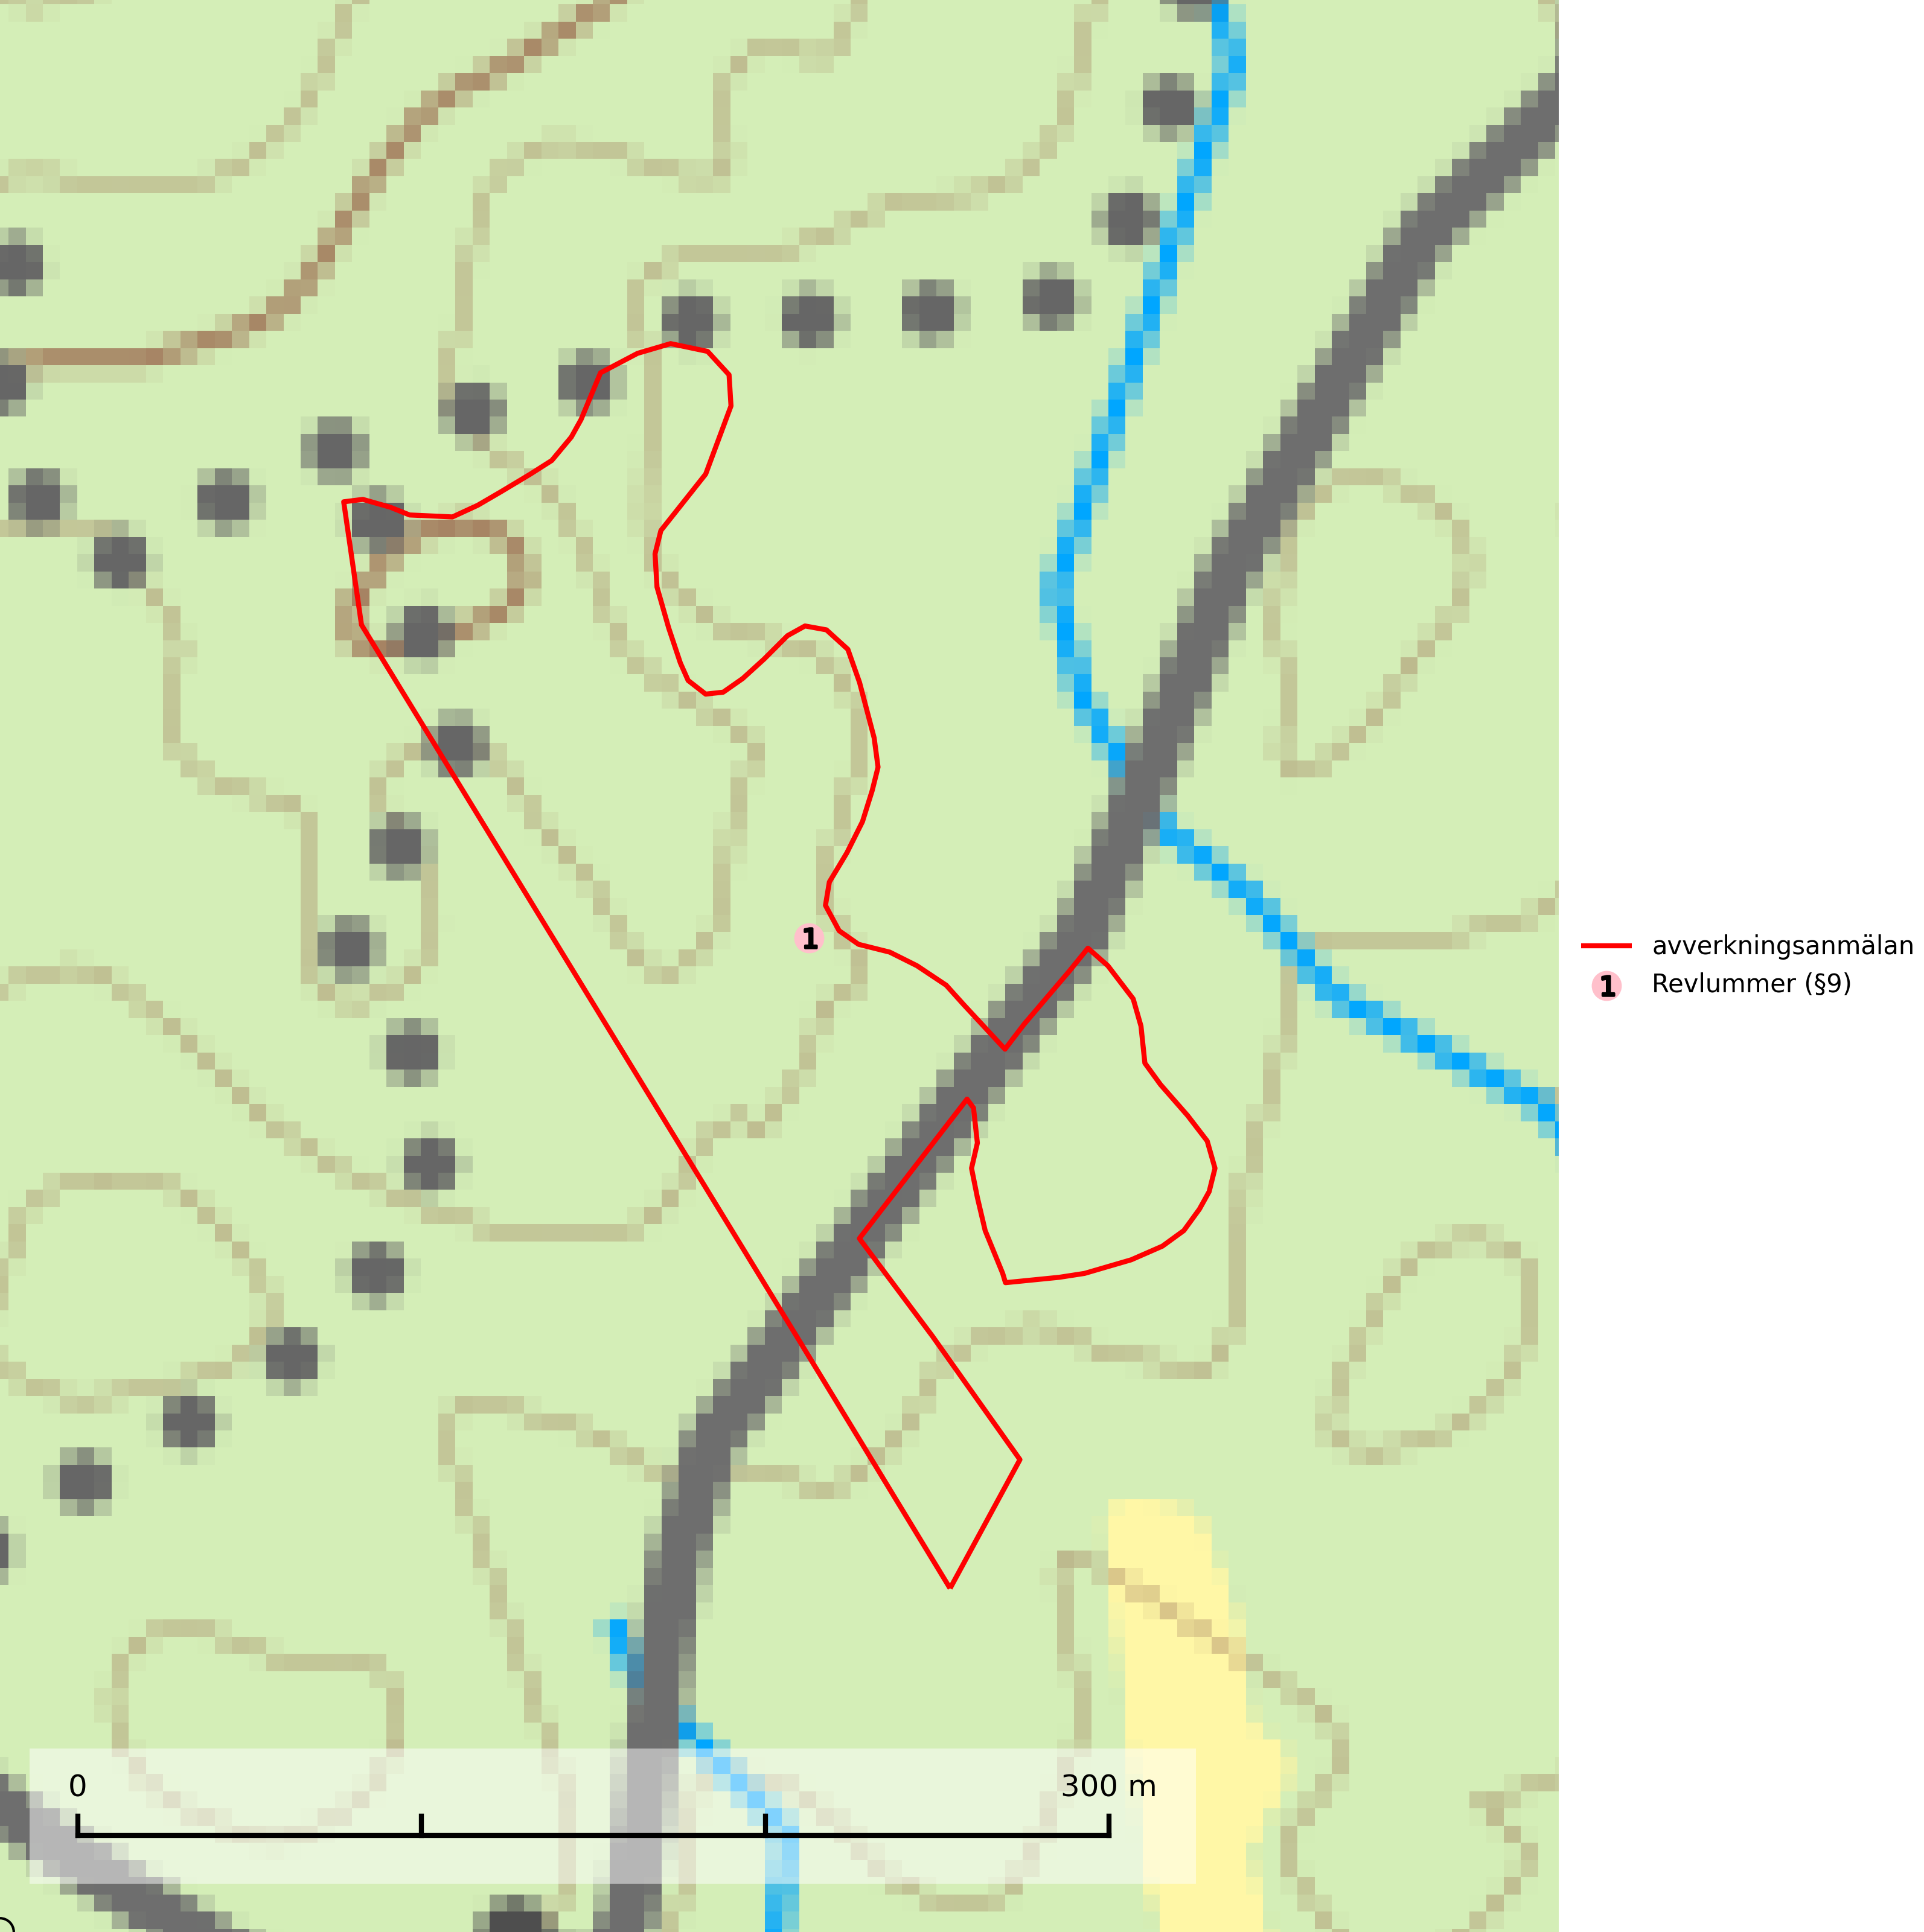 1
avverkningsanmälan
1 Revlummer (§9)
0 300 m